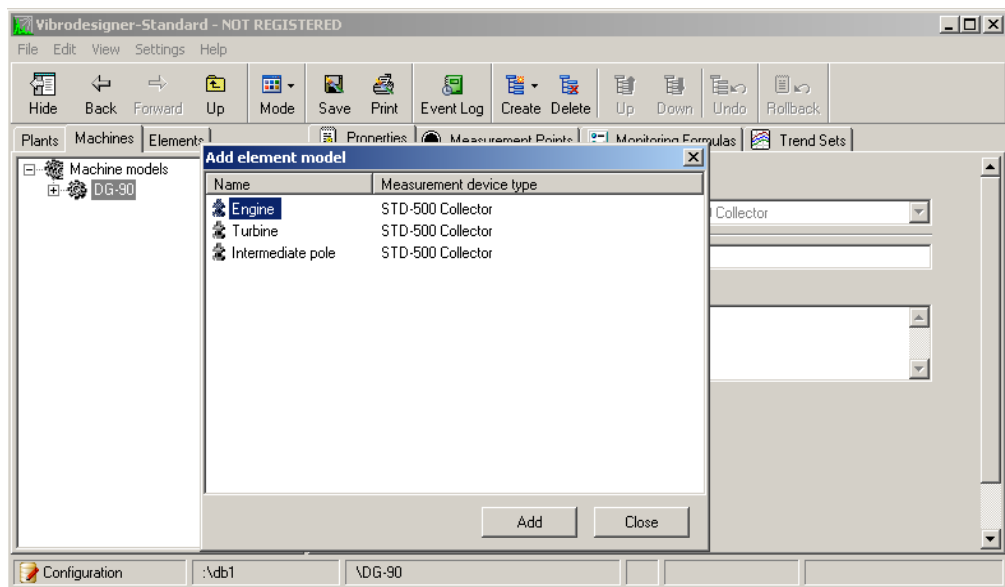 Vibrodesigner-Standard - NOT REGISTERED
File Edit View Settings Help
Hide Back Forward Up Mode Save Print Event Log Create Delete Up Down Undo Rollback
Plants Machines Elements Properties Measurement Points Monitoring Formulas Trend Sets
Machine models
DG-90
Add element model
Name Measurement device type
Engine STD-500 Collector
Turbine STD-500 Collector
Intermediate pole STD-500 Collector
Collector
Add Close
Configuration :\db1 \DG-90